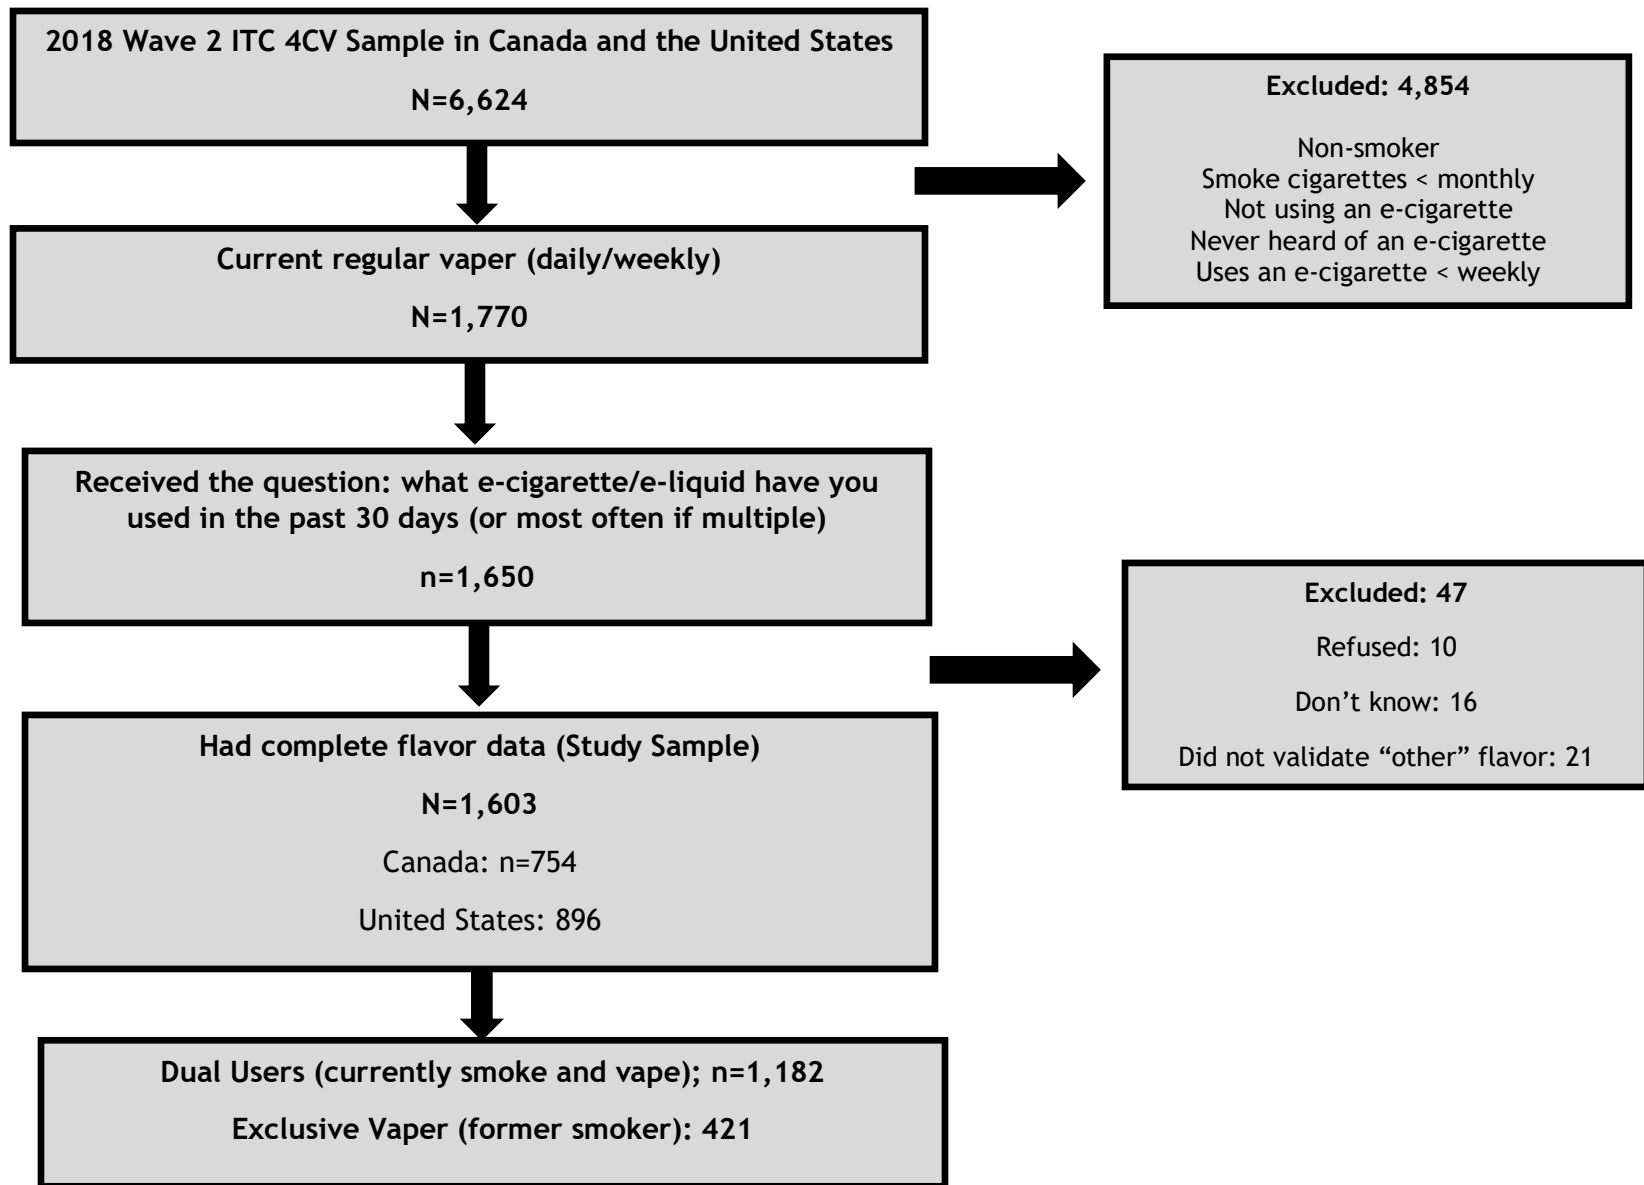 2018 Wave 2 ITC 4CV Sample in Canada and the United States
N=6,624
Excluded: 4,854
Non-smoker
Smoke cigarettes < monthly
Not using an e-cigarette
Never heard of an e-cigarette
Uses an e-cigarette < weekly
Current regular vaper (daily/weekly)
N=1,770
Received the question: what e-cigarette/e-liquid have you
used in the past 30 days (or most often if multiple)
n=1,650
Excluded: 47
Refused: 10
Don’t know: 16
Did not validate “other” flavor: 21
Had complete flavor data (Study Sample)
N=1,603
Canada: n=754
United States: 896
Dual Users (currently smoke and vape); n=1,182
Exclusive Vaper (former smoker): 421